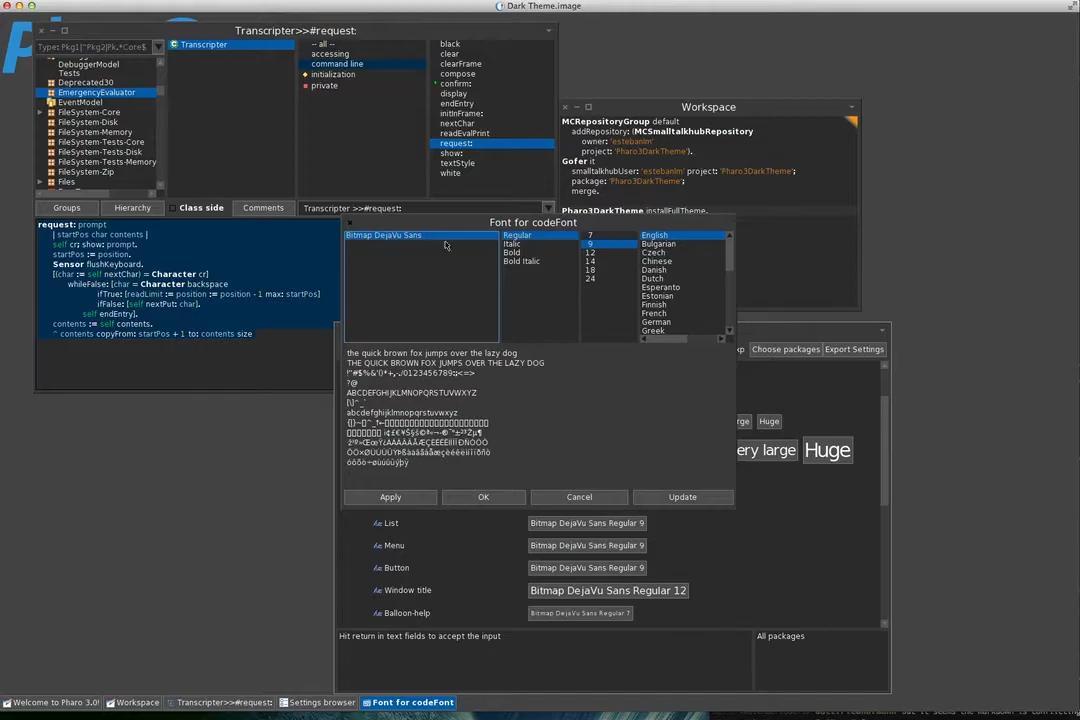 Dark Theme.image
Transcripter>>#request:
Type: Pkg1|^Pkg2|Pk.*Core$
DebuggerModel
Tests
Deprecated30
EmergencyEvaluator
EventModel
FileSystem-Core
FileSystem-Disk
FileSystem-Memory
FileSystem-Tests-Core
FileSystem-Tests-Disk
FileSystem-Tests-Memory
FileSystem-Zip
Files
Transcripter
-- all --
accessing
command line
initialization
private
black
clear
clearFrame
compose
confirm:
display
endEntry
initInFrame:
nextChar
readEvalPrint
request:
show:
textStyle
white
Groups
Hierarchy
Class side
Comments
Transcripter >>#request:
request: prompt
| startPos char contents |
self cr; show: prompt.
startPos := position.
Sensor flushKeyboard.
[(char := self nextChar) = Character cr]
whileFalse: [char = Character backspace
ifTrue: [readLimit := position := position - 1 max: startPos]
ifFalse: [self nextPut: char].
self endEntry].
contents := self contents.
^ contents copyFrom: startPos + 1 to: contents size
Workspace
MCRepositoryGroup default
addRepository: (MCSmalltalkhubRepository
owner: 'estebanlm'
project: 'Pharo3DarkTheme').
Gofer it
smalltalkhubUser: 'estebanlm' project: 'Pharo3DarkTheme';
package: 'Pharo3DarkTheme';
merge.
Pharo3DarkTheme installFullTheme.
Font for codeFont
Bitmap DejaVu Sans
Regular
Italic
Bold
Bold Italic
7
9
12
14
18
24
English
Bulgarian
Czech
Chinese
Danish
Dutch
Esperanto
Estonian
Finnish
French
German
Greek
the quick brown fox jumps over the lazy dog
THE QUICK BROWN FOX JUMPS OVER THE LAZY DOG
!"#$%&'()*+,-./0123456789:;<=>
?@
ABCDEFGHIJKLMNOPQRSTUVWXYZ
[\]^_`
abcdefghijklmnopqrstuvwxyz
Apply
OK
Cancel
Update
Choose packages
Export Settings
Huge
very large
Huge
List
Bitmap DejaVu Sans Regular 9
Menu
Bitmap DejaVu Sans Regular 9
Button
Bitmap DejaVu Sans Regular 9
Window title
Bitmap DejaVu Sans Regular 12
Balloon-help
Bitmap DejaVu Sans Regular 7
Hit return in text fields to accept the input
All packages
Welcome to Pharo 3.0!
Workspace
Transcripter>>#request:
Settings browser
Font for codeFont